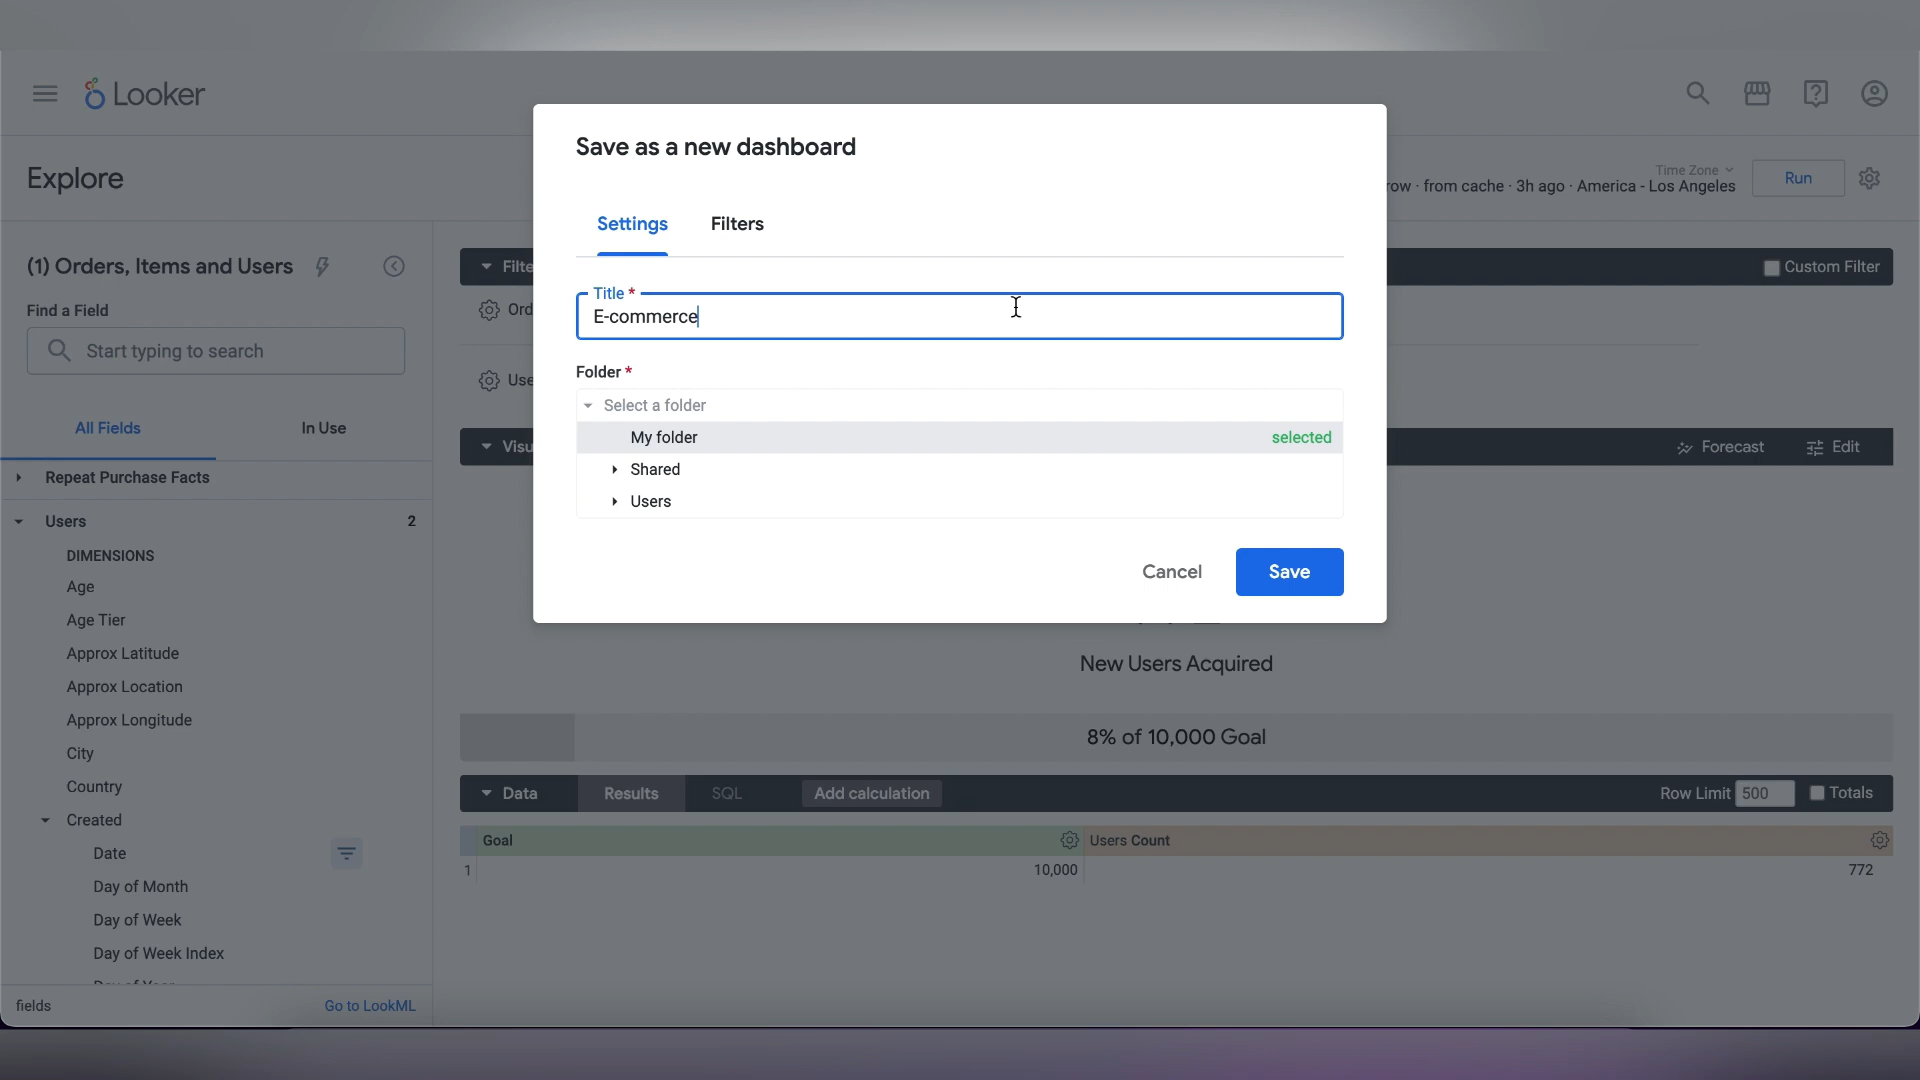 Looker
Explore
Time Zone
row · from cache · 3h ago · America - Los Angeles
Run
Save as a new dashboard
Settings
Filters
Title *
E-commerce
Folder *
Select a folder
My folder
selected
Shared
Users
Cancel
Save
(1) Orders, Items and Users
Find a Field
Start typing to search
All Fields
In Use
Repeat Purchase Facts
Users 2
DIMENSIONS
Age
Age Tier
Approx Latitude
Approx Location
Approx Longitude
City
Country
Created
Date
Day of Month
Day of Week
Day of Week Index
fields
Go to LookML
Filte
Custom Filter
Ord
Use
Visu
Forecast
Edit
New Users Acquired
8% of 10,000 Goal
Data
Results
SQL
Add calculation
Row Limit 500
Totals
Goal
Users Count
1 10,000 772